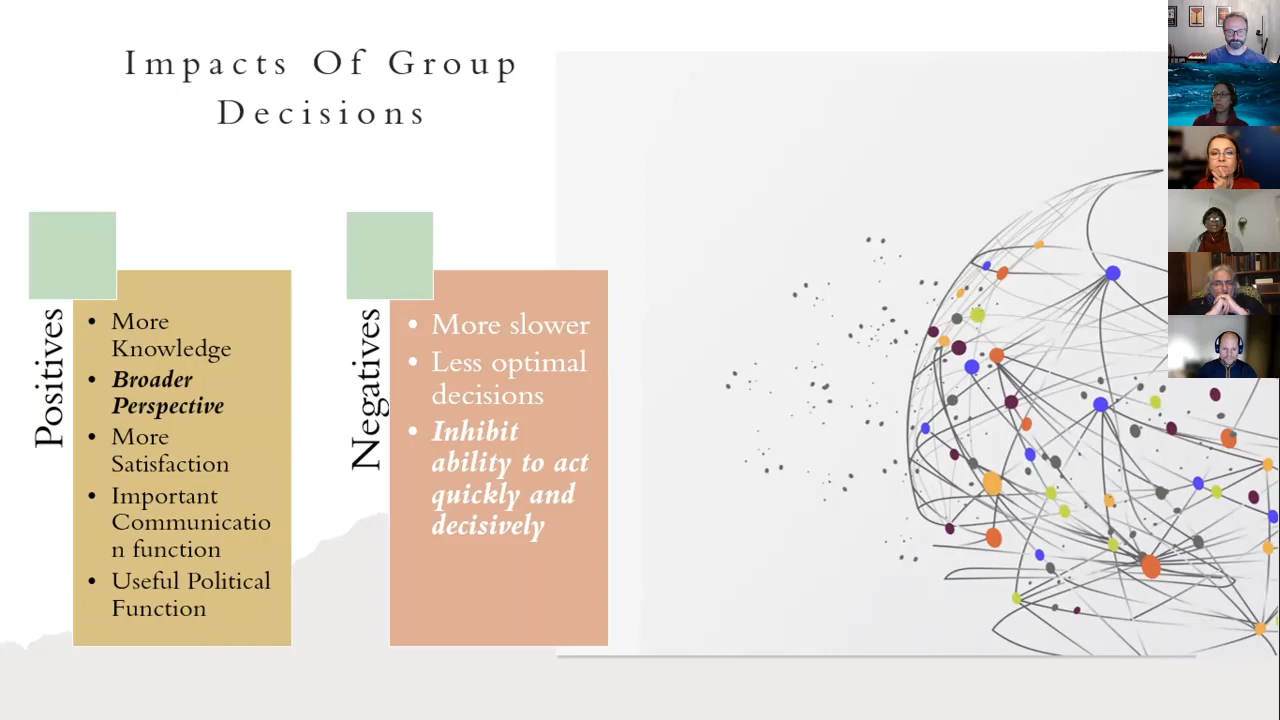 Impacts Of Group
Decisions
Positives
• More
Knowledge
• Broader
Perspective
• More
Satisfaction
• Important
Communicatio
n function
• Useful Political
Function
Negatives
• More slower
• Less optimal
decisions
• Inhibit
ability to act
quickly and
decisively